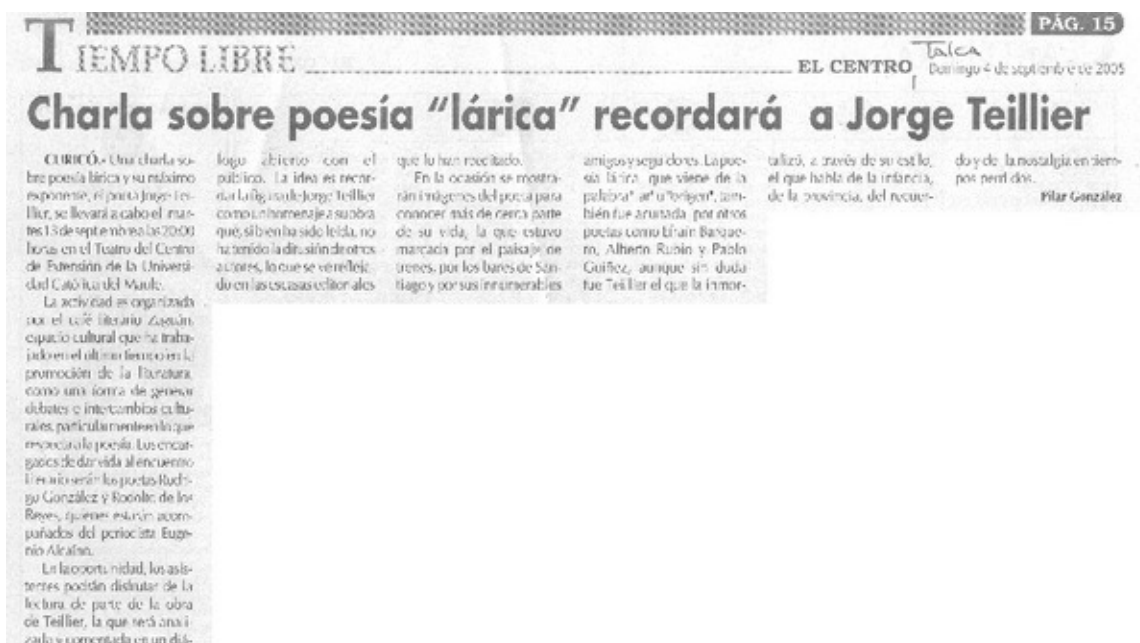 PÁG. 15
TIEMPO LIBRE
EL CENTRO
Talca
Domingo 4 de septiembre de 2005
Charla sobre poesía “lárica” recordará a Jorge Teillier
CURICÓ.- Una charla so-
bre poesía lárica y su máximo
exponente, el poeta Jorge Tei-
llier, se llevará a cabo el mar-
tes 13 de septiembre a las 20:00
horas en el Teatro del Centro
de Extensión de la Universi-
dad Católica del Maule.
La actividad es organizada
por el café literario Zaguán,
espacio cultural que ha traba-
jado en el último tiempo en la
promoción de la literatura,
como una forma de generar
debates e intercambios cultu-
rales, particularmente en lo que
respecta a la poesía. Los encar-
gados de dar vida al encuentro
literario serán los poetas Rodri-
go González y Rodolfo de los
Reyes, quienes estarán acom-
pañados del periodista Euge-
nio
En la oportunidad, los asis-
tentes podrán disfrutar de la
lectura de parte de la obra
de Teillier, la que será anali-
zada y comentada en un diá-
logo abierto con el
público. La idea es recor-
dar la figura de Jorge Teillier
como un homenaje a su obra
que, si bien ha sido leída, no
ha tenido la difusión de otros
autores, lo que se ve refleja-
do en las escasas editoriales
que lo han reeditado.
En la ocasión se mostra-
rán imágenes del poeta para
conocer más de cerca parte
de su vida, la que estuvo
marcada por el paisaje de
trenes, por los bares de San-
tiago y por sus innumerables
amigos y seguidores. La poe-
sía lárica, que viene de la
palabra" u "origen", tam-
bién fue acunada por otros
poetas como Efraín Barque-
ro, Alberto Rubio y Pablo
Guíñez, aunque sin duda
fue Teillier el que la inmor-
talizó, a través de su estilo,
el que habla de la infancia,
de la provincia, del recuer-
do y de la nostalgia en tiem-
pos perdidos.
Pilar González